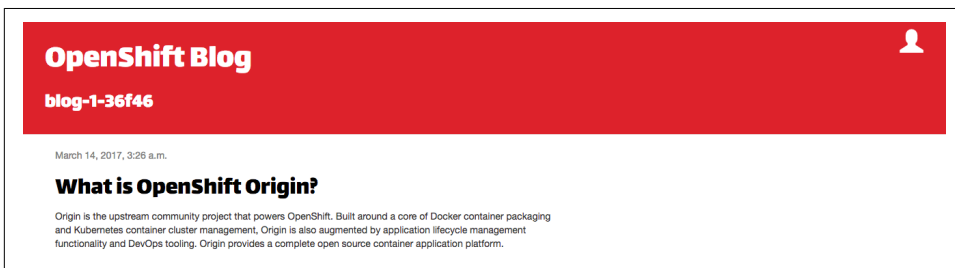 OpenShift Blog
blog-1-36f46
March 14, 2017, 3:26 a.m.
What is OpenShift Origin?
Origin is the upstream community project that powers OpenShift. Built around a core of Docker container packaging
and Kubernetes container cluster management, Origin is also augmented by application lifecycle management
functionality and DevOps tooling. Origin provides a complete open source container application platform.